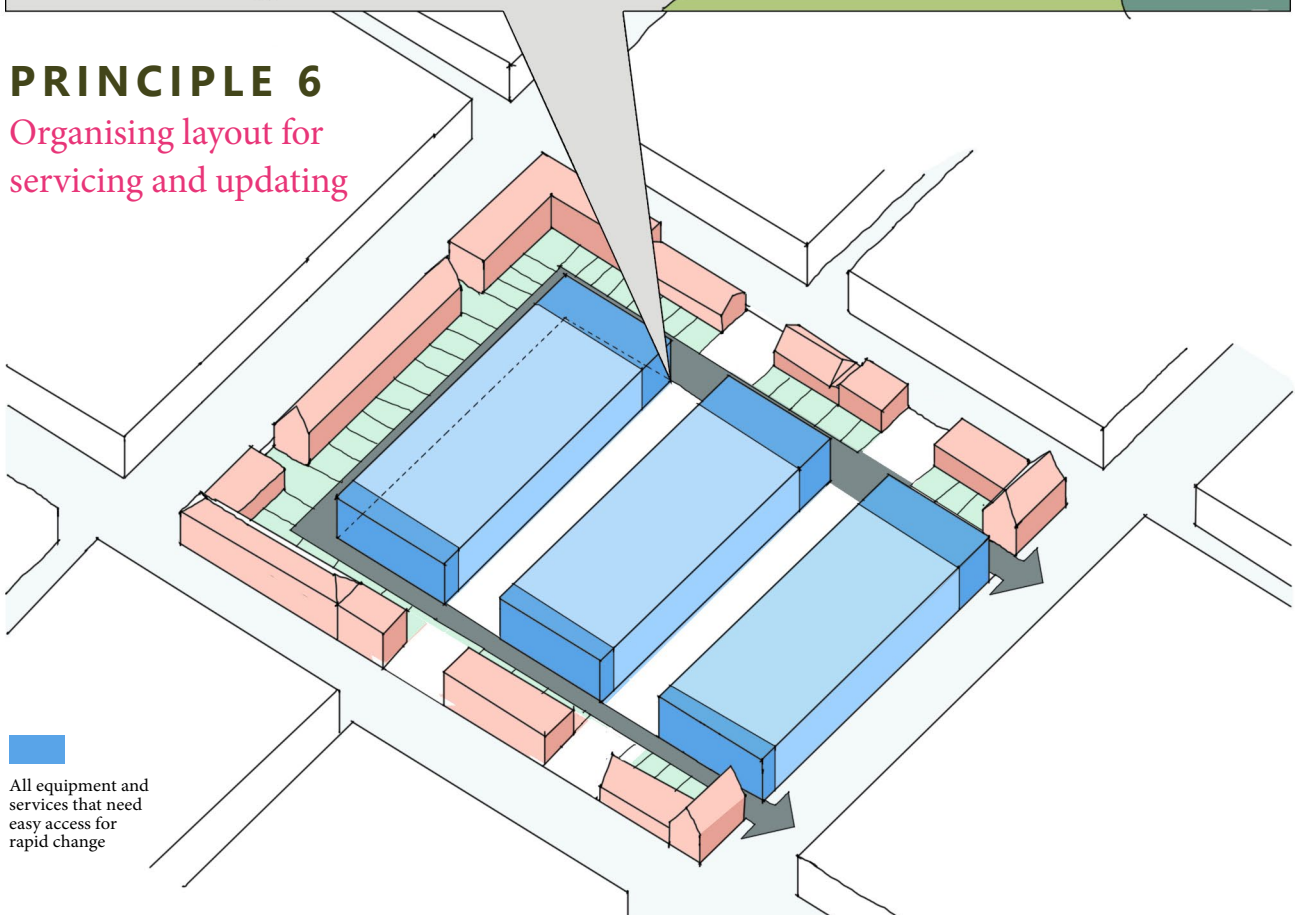 PRINCIPLE 6
Organising layout for
servicing and updating
All equipment and
services that need
easy access for
rapid change